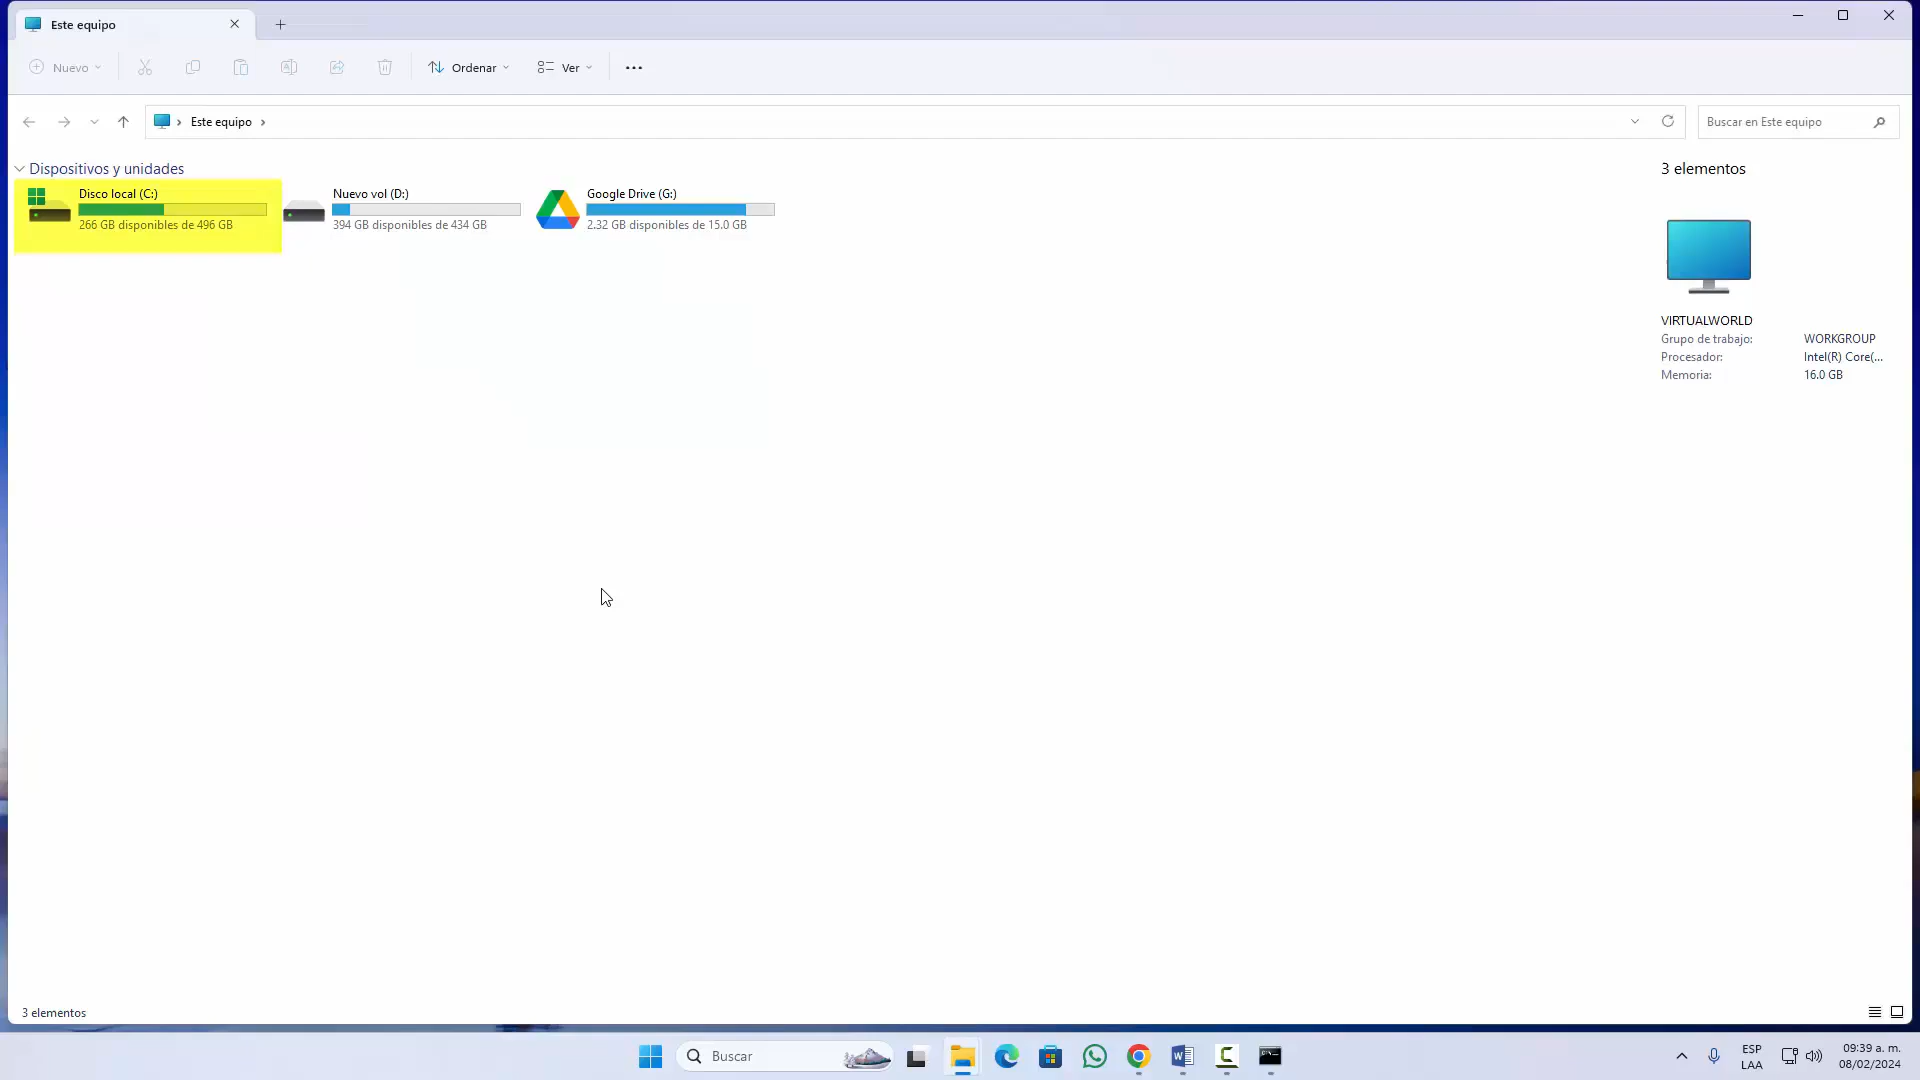 Este equipo
Nuevo
Ordenar
Ver
Este equipo
Buscar en Este equipo
Dispositivos y unidades
Disco local (C:)
266 GB disponibles de 496 GB
Nuevo vol (D:)
394 GB disponibles de 434 GB
Google Drive (G:)
2.32 GB disponibles de 15.0 GB
3 elementos
VIRTUALWORLD
Grupo de trabajo: WORKGROUP
Procesador: Intel(R) Core(...
Memoria: 16.0 GB
3 elementos
Buscar
ESP
LAA
09:39 a. m.
08/02/2024